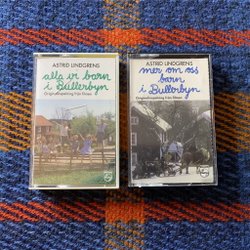 ASTRID LINDGRENS
alla vi barn
i Bullerbyn
Originalinspelning från filmen
ASTRID LINDGRENS
mer om oss
barn
i Bullerbyn
Originalinspelning från filmen